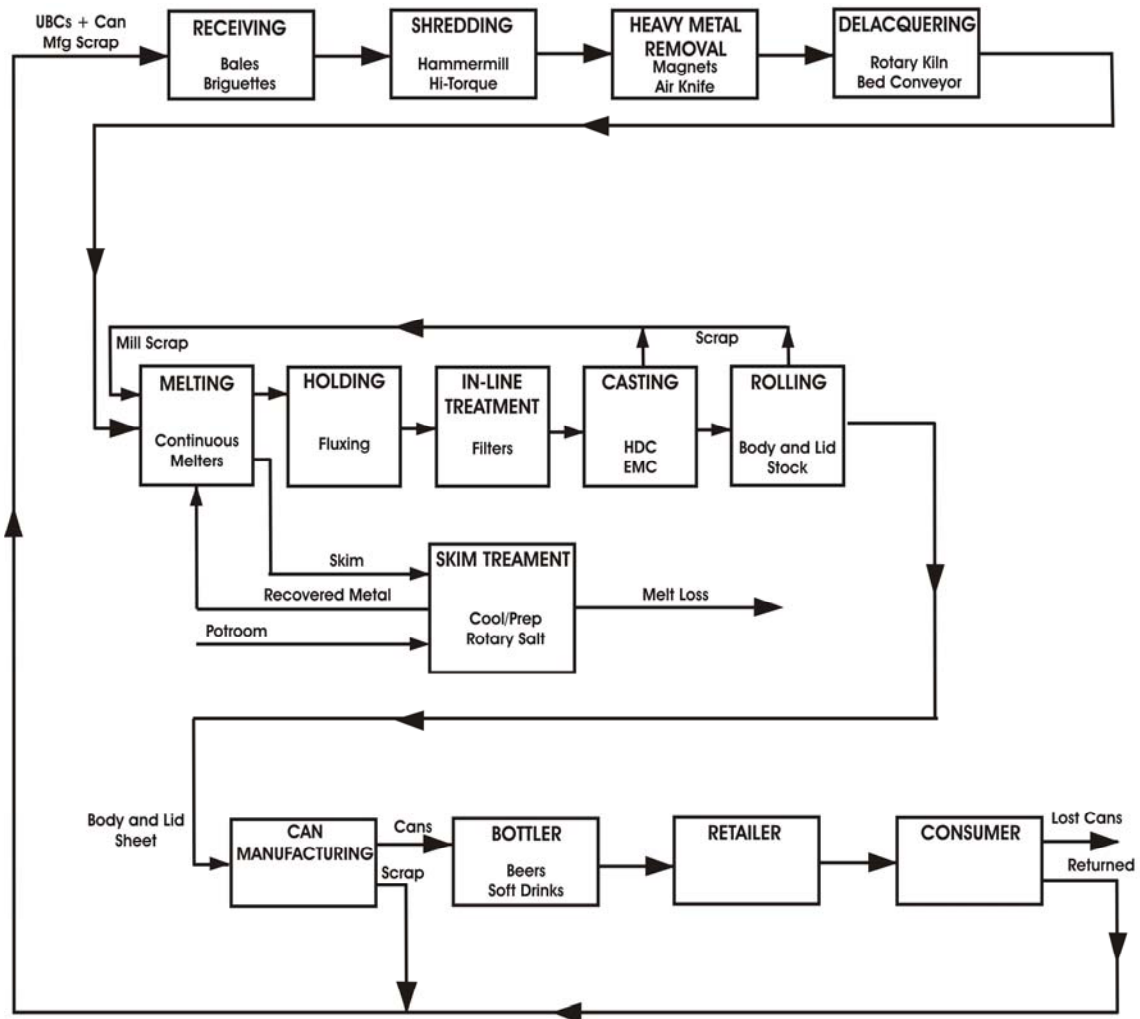 UBCs + Can
Mfg Scrap
RECEIVING
Bales
Briguettes
SHREDDING
Hammermill
Hi-Torque
HEAVY METAL
REMOVAL
Magnets
Air Knife
DELACQUERING
Rotary Kiln
Bed Conveyor
Mill Scrap
Scrap
MELTING
Continuous
Melters
HOLDING
Fluxing
IN-LINE
TREATMENT
Filters
CASTING
HDC
EMC
ROLLING
Body and Lid
Stock
Skim
Recovered Metal
Potroom
SKIM TREAMENT
Cool/Prep
Rotary Salt
Melt Loss
Body and Lid
Sheet
CAN
MANUFACTURING
Cans
Scrap
BOTTLER
Beers
Soft Drinks
RETAILER
CONSUMER
Lost Cans
Returned